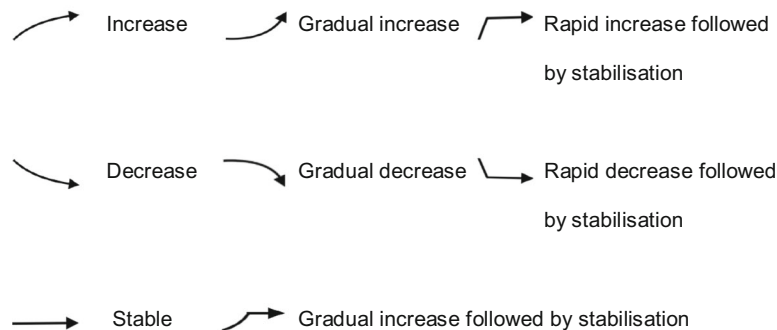 Increase Gradual increase Rapid increase followed
by stabilisation
Decrease Gradual decrease Rapid decrease followed
by stabilisation
Stable Gradual increase followed by stabilisation